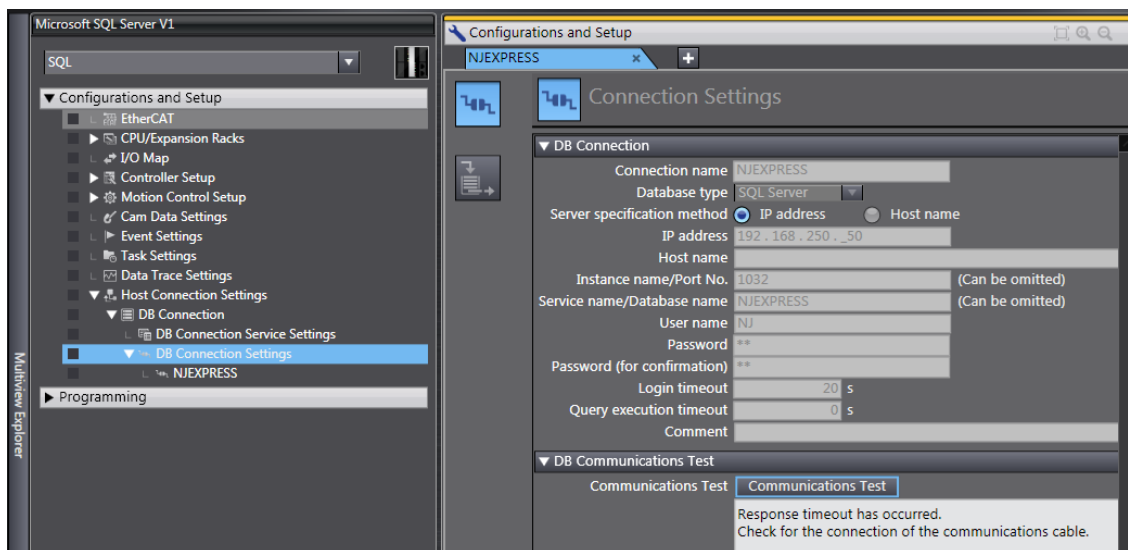 Microsoft SQL Server V1
SQL
Configurations and Setup
EtherCAT
CPU/Expansion Racks
I/O Map
Controller Setup
Motion Control Setup
Cam Data Settings
Event Settings
Task Settings
Data Trace Settings
Host Connection Settings
DB Connection
DB Connection Service Settings
DB Connection Settings
NJEXPRESS
Programming
Multiview Explorer
Configurations and Setup
NJEXPRESS
Connection Settings
DB Connection
Connection name NJEXPRESS
Database type SQL Server
Server specification method IP address Host name
IP address 192 . 168 . 250 . _50
Host name
Instance name/Port No. 1032 (Can be omitted)
Service name/Database name NJEXPRESS (Can be omitted)
User name NJ
Password **
Password (for confirmation) **
Login timeout 20 s
Query execution timeout 0 s
Comment
DB Communications Test
Communications Test Communications Test
Response timeout has occurred.
Check for the connection of the communications cable.